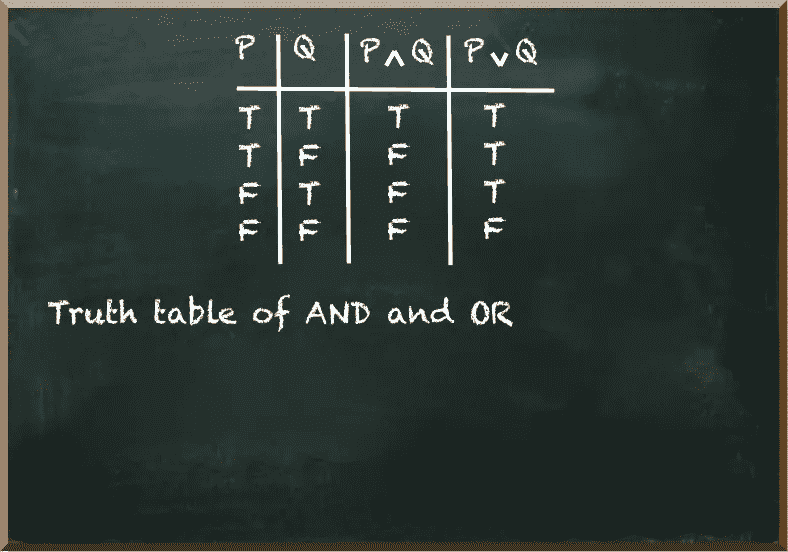 P Q P∧Q P∨Q
T T T T
T F F T
F T F T
F F F F
Truth table of AND and OR